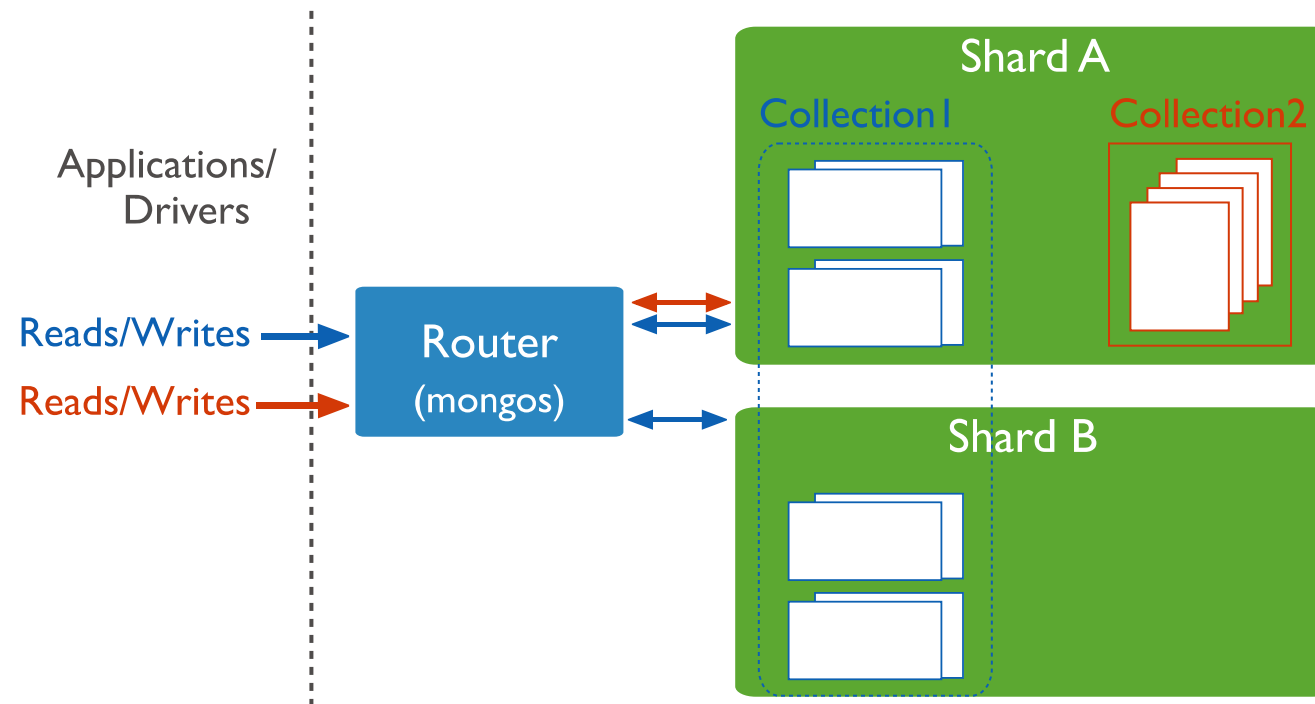 Applications/
Drivers
Reads/Writes
Reads/Writes
Router
(mongos)
Shard A
Collection1
Collection2
Shard B